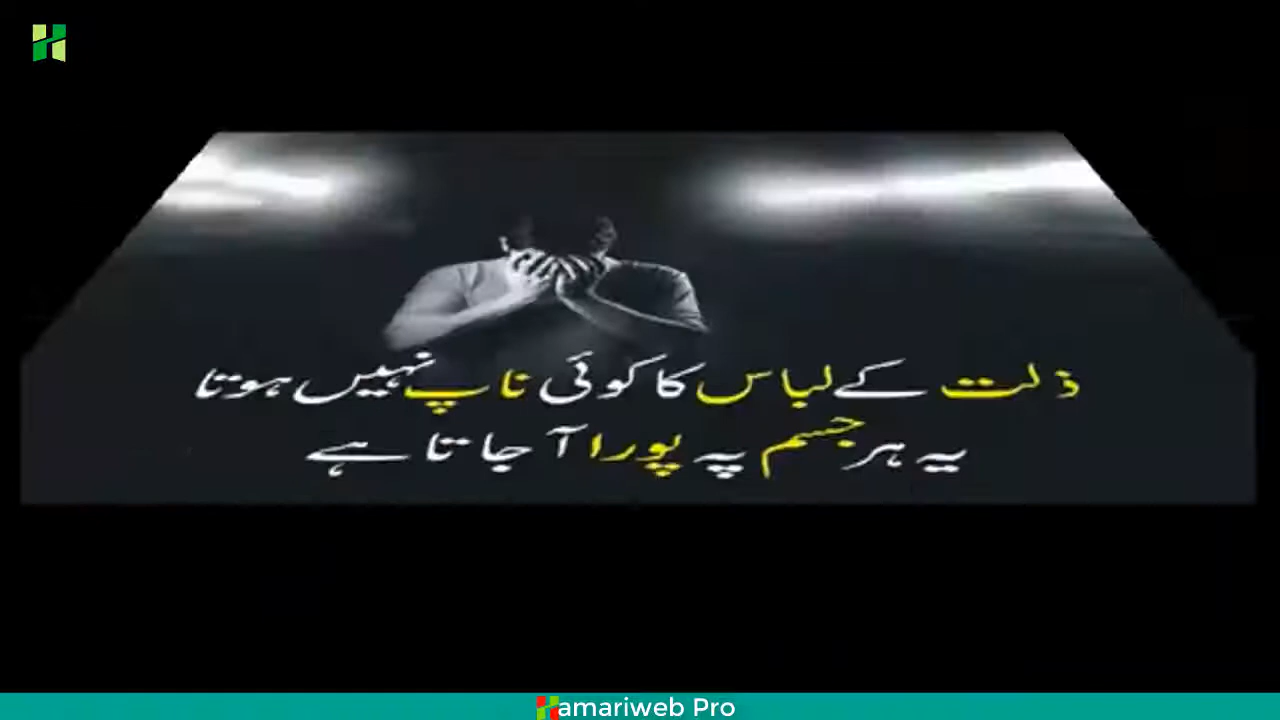 ذلت کے لباس کا کوئی ناپ نہیں ہوتا
یہ ہر جسم پہ پورا آ جاتا ہے
Hamariweb Pro